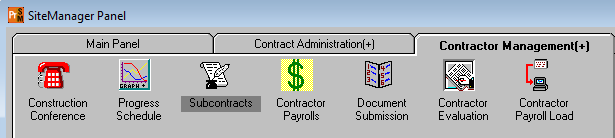 SiteManager Panel
Main Panel
Contract Administration(+)
Contractor Management(+)
Construction Conference
Progress Schedule
Subcontracts
Contractor Payrolls
Document Submission
Contractor Evaluation
Contractor Payroll Load
GRAPH +